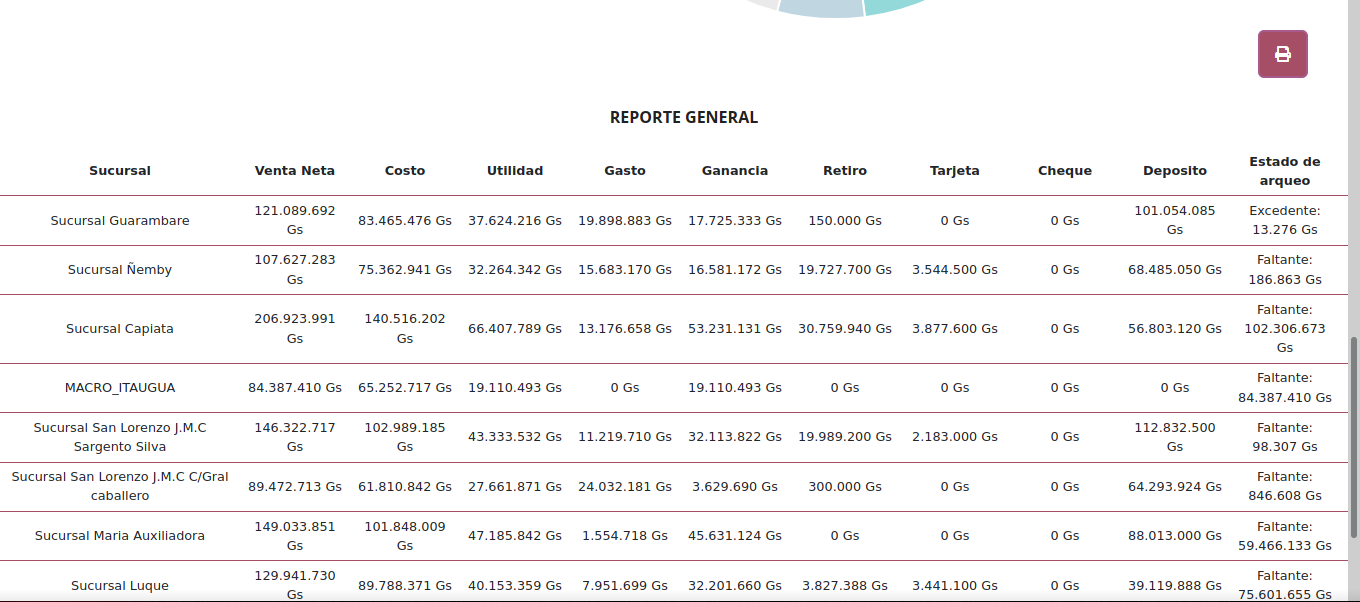 REPORTE GENERAL
Sucursal Venta Neta Costo Utilidad Gasto Ganancia Retiro Tarjeta Cheque Deposito Estado de arqueo
Sucursal Guarambare 121.089.692 Gs 83.465.476 Gs 37.624.216 Gs 19.898.883 Gs 17.725.333 Gs 150.000 Gs 0 Gs 0 Gs 101.054.085 Gs Excedente: 13.276 Gs
Sucursal Ñemby 107.627.283 Gs 75.362.941 Gs 32.264.342 Gs 15.683.170 Gs 16.581.172 Gs 19.727.700 Gs 3.544.500 Gs 0 Gs 68.485.050 Gs Faltante: 186.863 Gs
Sucursal Capiata 206.923.991 Gs 140.516.202 Gs 66.407.789 Gs 13.176.658 Gs 53.231.131 Gs 30.759.940 Gs 3.877.600 Gs 0 Gs 56.803.120 Gs Faltante: 102.306.673 Gs
MACRO_ITAUGUA 84.387.410 Gs 65.252.717 Gs 19.110.493 Gs 0 Gs 19.110.493 Gs 0 Gs 0 Gs 0 Gs 0 Gs Faltante: 84.387.410 Gs
Sucursal San Lorenzo J.M.C Sargento Silva 146.322.717 Gs 102.989.185 Gs 43.333.532 Gs 11.219.710 Gs 32.113.822 Gs 19.989.200 Gs 2.183.000 Gs 0 Gs 112.832.500 Gs Faltante: 98.307 Gs
Sucursal San Lorenzo J.M.C C/Gral caballero 89.472.713 Gs 61.810.842 Gs 27.661.871 Gs 24.032.181 Gs 3.629.690 Gs 300.000 Gs 0 Gs 0 Gs 64.293.924 Gs Faltante: 846.608 Gs
Sucursal Maria Auxiliadora 149.033.851 Gs 101.848.009 Gs 47.185.842 Gs 1.554.718 Gs 45.631.124 Gs 0 Gs 0 Gs 0 Gs 88.013.000 Gs Faltante: 59.466.133 Gs
Sucursal Luque 129.941.730 Gs 89.788.371 Gs 40.153.359 Gs 7.951.699 Gs 32.201.660 Gs 3.827.388 Gs 3.441.100 Gs 0 Gs 39.119.888 Gs Faltante: 75.601.655 Gs